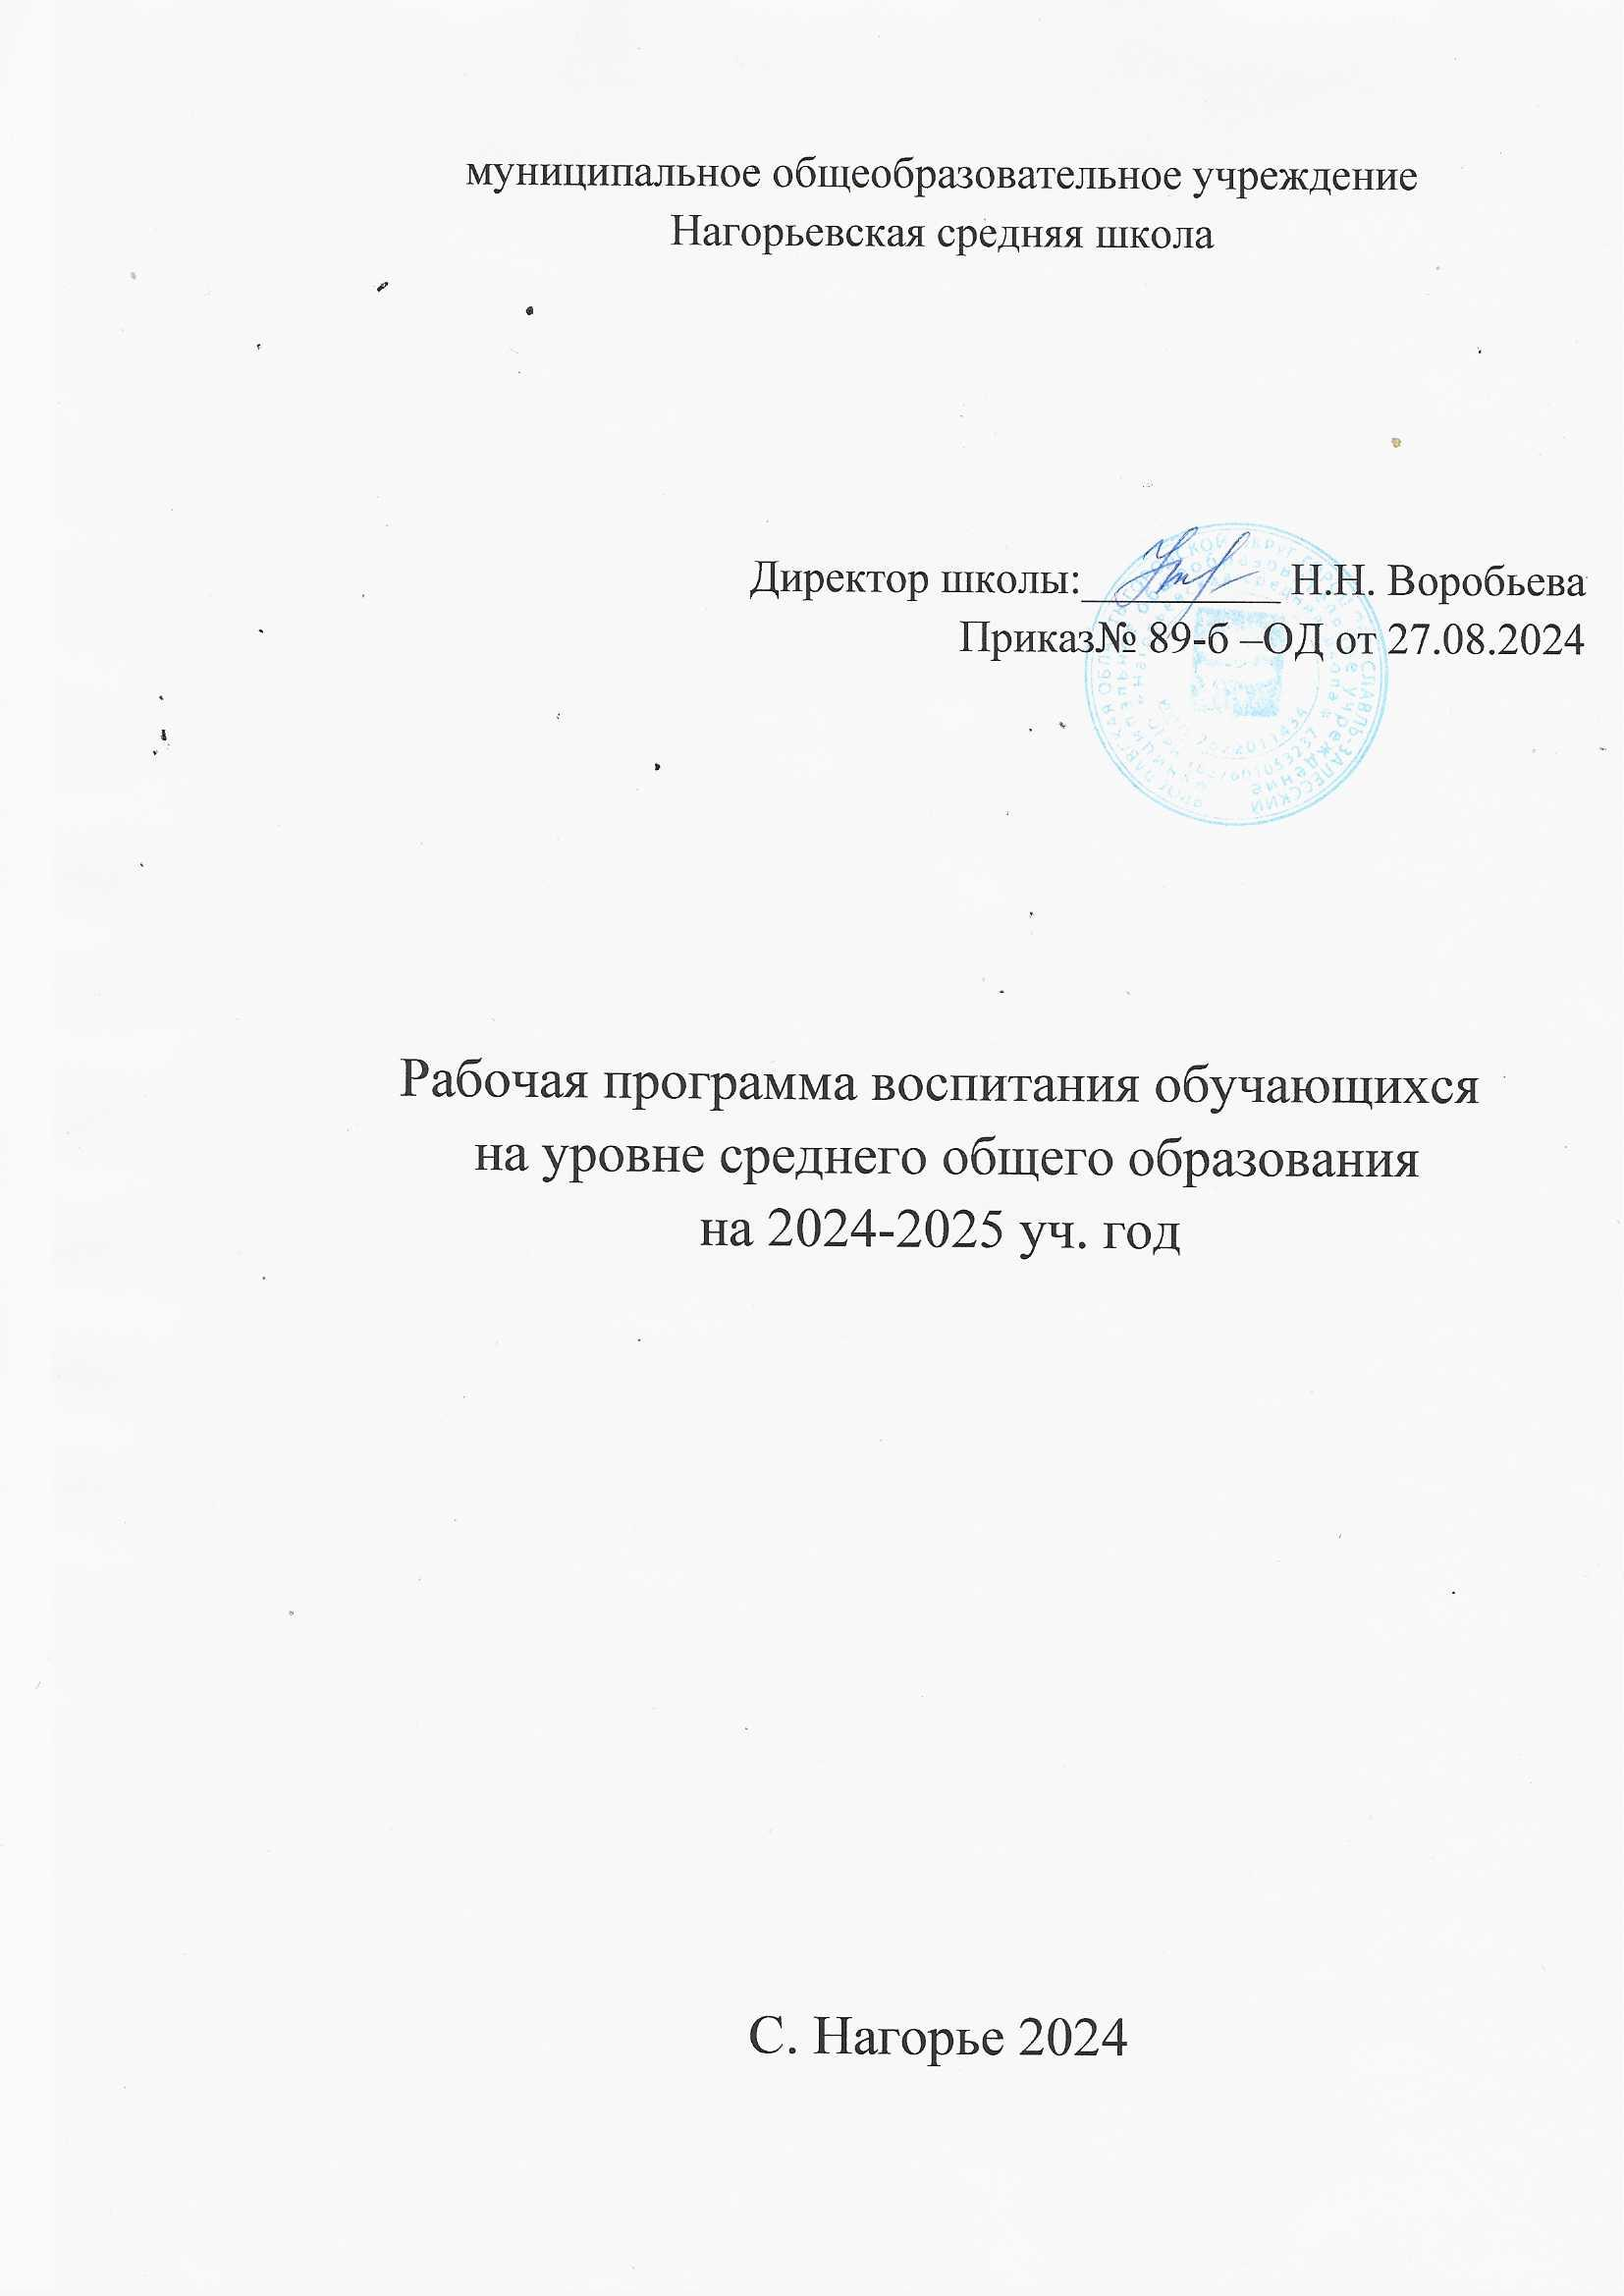 муниципальное общеобразовательное учреждение
Нагорьевская средняя школа
Директор школы:__________ Н.Н. Воробьева
Приказ№ 89-б –ОД от 27.08.2024
Рабочая программа воспитания обучающихся
на уровне среднего общего образования
на 2024-2025 уч. год
С. Нагорье 2024